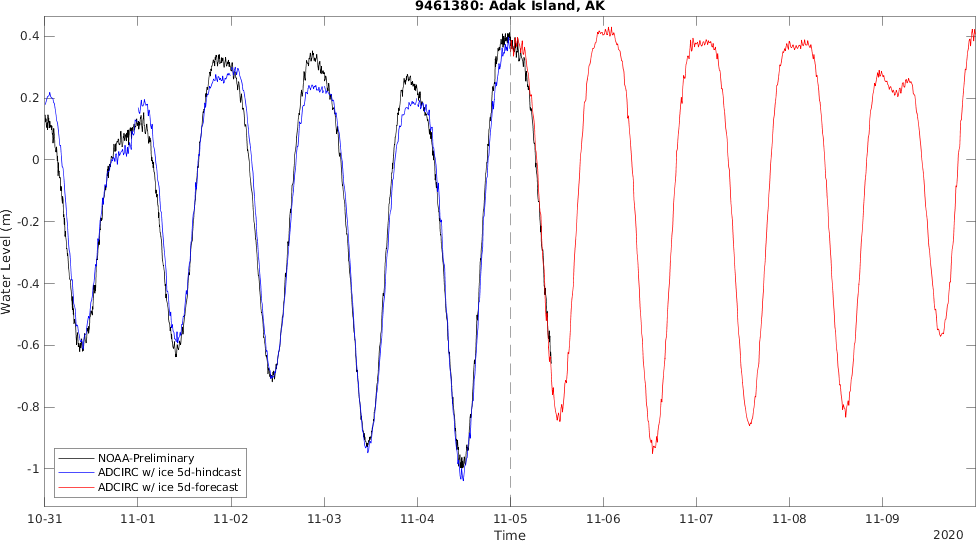 9461380: Adak Island, AK
0.4
0.2
0
-0.2
-0.4
-0.6
-0.8
-1
Water Level (m)
NOAA-Preliminary
ADCIRC w/ ice 5d-hindcast
ADCIRC w/ ice 5d-forecast
10-31 11-01 11-02 11-03 11-04 11-05 11-06 11-07 11-08 11-09
Time
2020